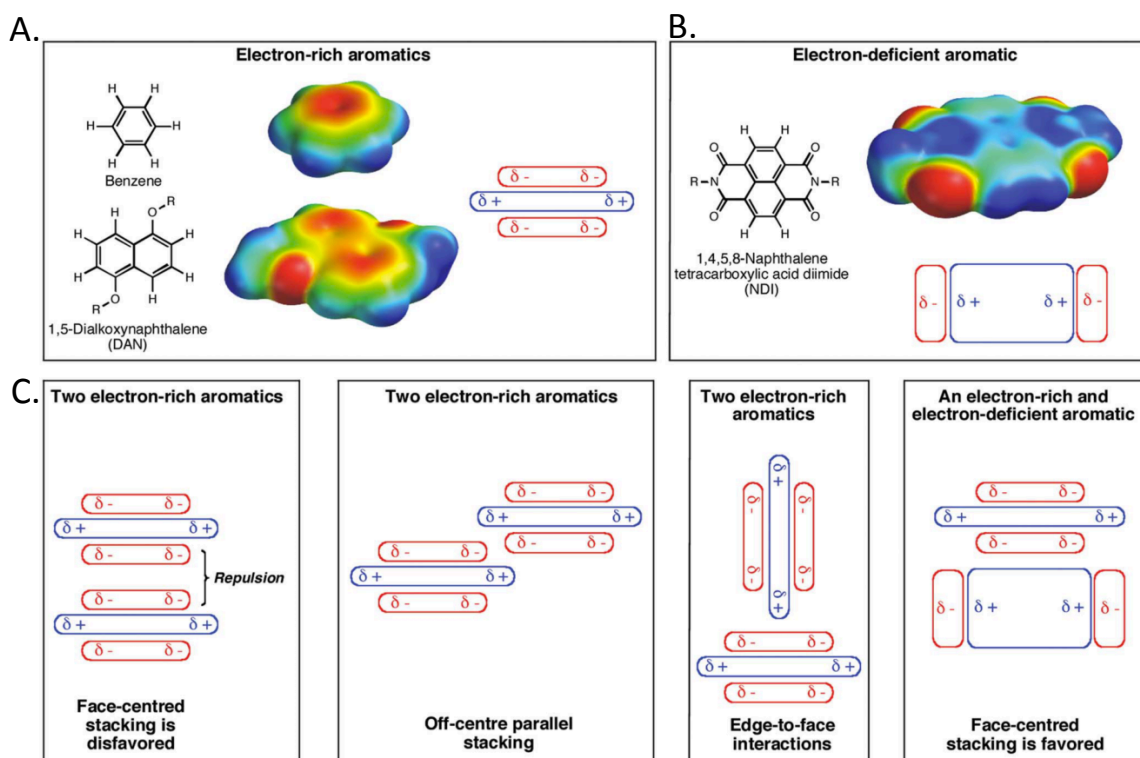 A.
Electron-rich aromatics
H H
H H
H H
Benzene
R
O
H H
H H
H H
O
R
1,5-Dialkoxynaphthalene
(DAN)
δ - δ -
δ + δ +
δ - δ -
B.
Electron-deficient aromatic
H H
O O
R-N N-R
O O
H H
1,4,5,8-Naphthalene
tetracarboxylic acid diimide
(NDI)
δ - δ + δ + δ -
C.
Two electron-rich aromatics
δ - δ -
δ + δ +
δ - δ -
Repulsion
δ - δ -
δ + δ +
δ - δ -
Face-centred
stacking is
disfavored
Two electron-rich aromatics
δ - δ -
δ + δ +
δ - δ -
δ - δ -
δ + δ +
δ - δ -
Off-centre parallel
stacking
Two electron-rich
aromatics
δ +
δ - δ -
δ - δ -
δ +
δ - δ -
δ + δ +
δ - δ -
Edge-to-face
interactions
An electron-rich and
electron-deficient aromatic
δ - δ -
δ + δ +
δ - δ -
δ - δ + δ + δ -
Face-centred
stacking is favored